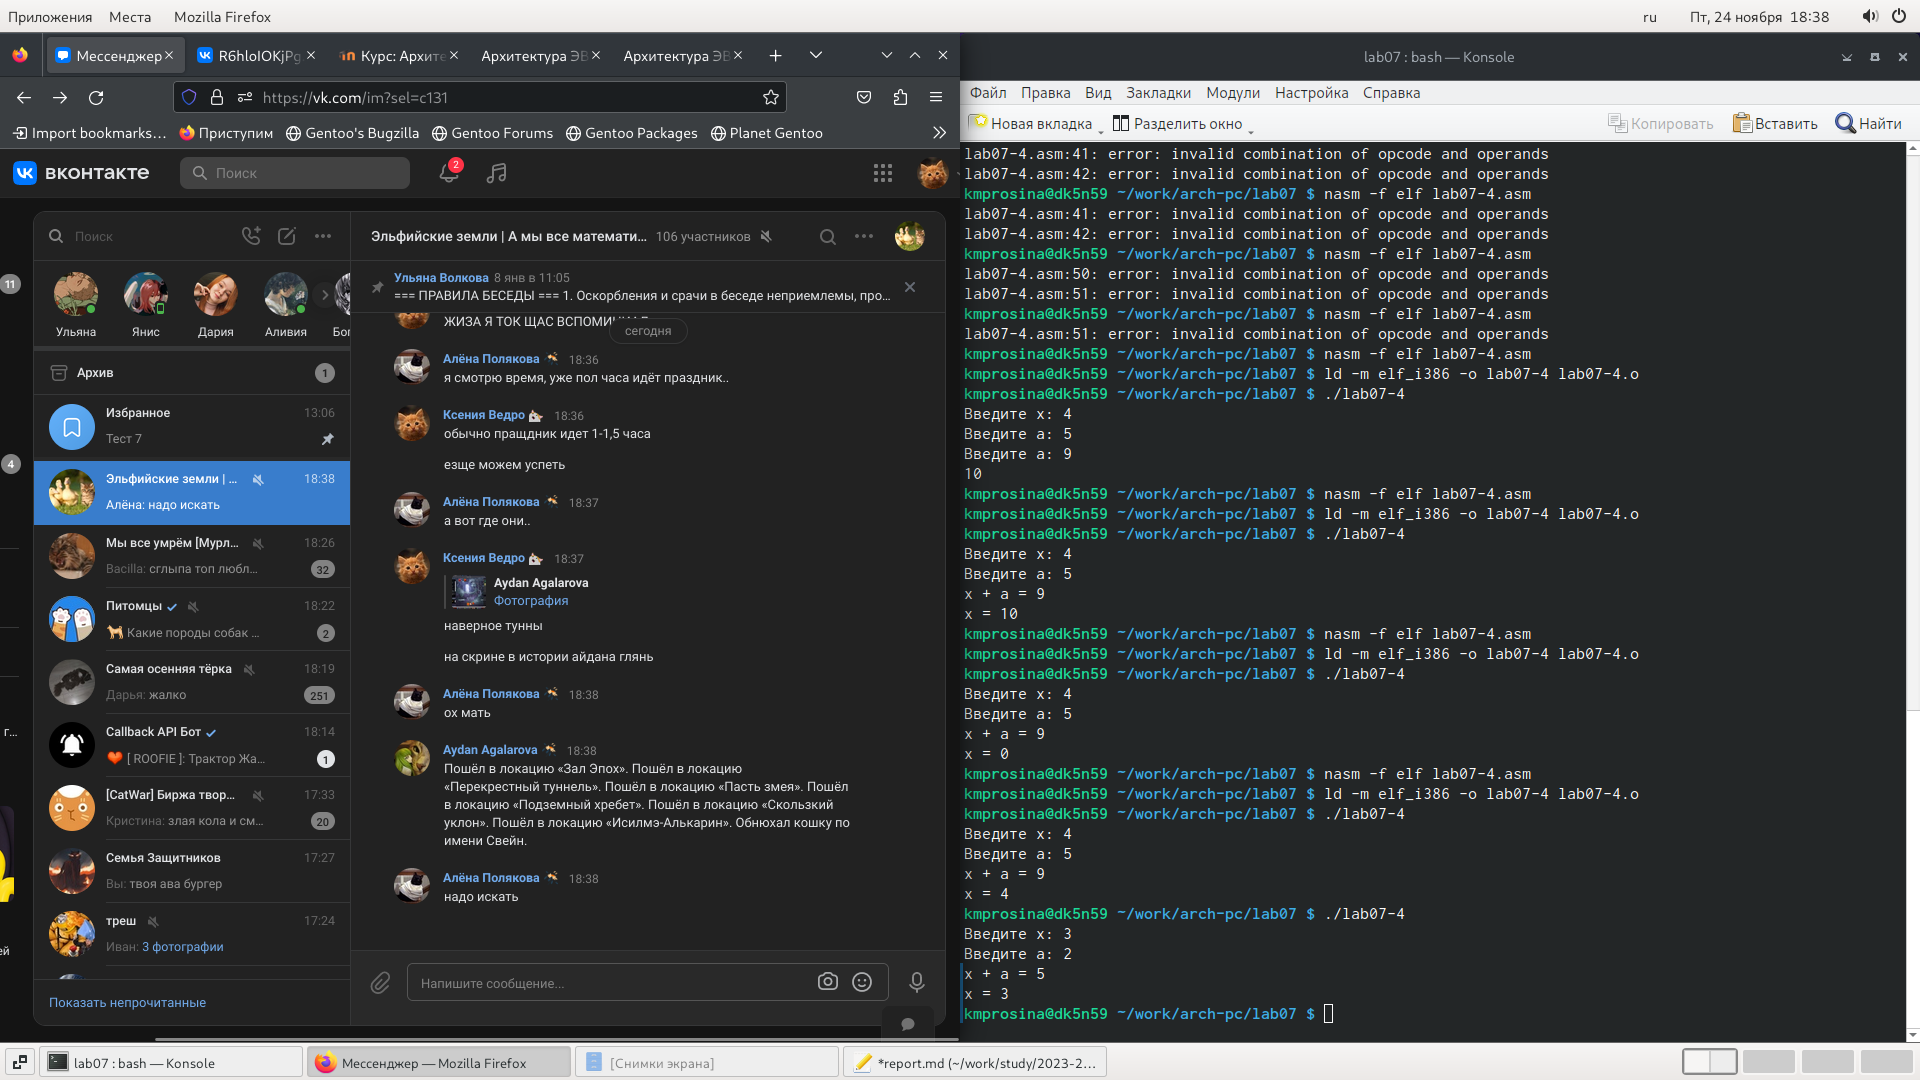 Приложения Места Mozilla Firefox
ru Пт, 24 ноября 18:38
Мессенджер
R6hloIOKjPg
Курс: Архите
Архитектура ЭВ
Архитектура ЭВ
https://vk.com/im?sel=c131
Import bookmarks… Приступим Gentoo's Bugzilla Gentoo Forums Gentoo Packages Planet Gentoo
вконтакте
Поиск
2
11
4
Поиск
Ульяна Янис Дария Аливия Бог
Архив 1
Избранное 13:06
Тест 7
Эльфийские земли | ... 18:38
Алёна: надо искать
Мы все умрём [Мурл... 18:26
Bacilla: сглыпа топ любл... 32
Питомцы 18:22
Какие породы собак ... 2
Самая осенняя тёрка 18:19
Дарья: жалко 251
Callback API Бот 18:14
[ ROOFIE ]: Трактор Жа... 1
[CatWar] Биржа твор... 17:33
Кристина: злая кола и см... 20
Семья Защитников 17:27
Вы: твоя ава бургер
треш 17:24
Иван: 3 фотографии
Показать непрочитанные
Эльфийские земли | А мы все математи... 106 участников
Ульяна Волкова 8 янв в 11:05
=== ПРАВИЛА БЕСЕДЫ === 1. Оскорбления и срачи в беседе неприемлемы, про...
сегодня
Алёна Полякова 18:36
я смотрю время, уже пол часа идёт праздник..
Ксения Ведро 18:36
обычно пращдник идет 1-1,5 часа
езще можем успеть
Алёна Полякова 18:37
а вот где они..
Ксения Ведро 18:37
Aydan Agalarova
Фотография
наверное тунны
на скрине в истории айдана глянь
Алёна Полякова 18:38
ох мать
Aydan Agalarova 18:38
Пошёл в локацию «Зал Эпох». Пошёл в локацию
«Перекрестный туннель». Пошёл в локацию «Пасть змея». Пошёл
в локацию «Подземный хребет». Пошёл в локацию «Скользкий
уклон». Пошёл в локацию «Исилмэ-Алькарин». Обнюхал кошку по
имени Свейн.
Алёна Полякова 18:38
надо искать
Напишите сообщение...
lab07 : bash — Konsole
Файл Правка Вид Закладки Модули Настройка Справка
Новая вкладка Разделить окно Копировать Вставить Найти
lab07-4.asm:41: error: invalid combination of opcode and operands
lab07-4.asm:42: error: invalid combination of opcode and operands
kmprosina@dk5n59 ~/work/arch-pc/lab07 $ nasm -f elf lab07-4.asm
lab07-4.asm:41: error: invalid combination of opcode and operands
lab07-4.asm:42: error: invalid combination of opcode and operands
kmprosina@dk5n59 ~/work/arch-pc/lab07 $ nasm -f elf lab07-4.asm
lab07-4.asm:50: error: invalid combination of opcode and operands
lab07-4.asm:51: error: invalid combination of opcode and operands
kmprosina@dk5n59 ~/work/arch-pc/lab07 $ nasm -f elf lab07-4.asm
lab07-4.asm:51: error: invalid combination of opcode and operands
kmprosina@dk5n59 ~/work/arch-pc/lab07 $ nasm -f elf lab07-4.asm
kmprosina@dk5n59 ~/work/arch-pc/lab07 $ ld -m elf_i386 -o lab07-4 lab07-4.o
kmprosina@dk5n59 ~/work/arch-pc/lab07 $ ./lab07-4
Введите x: 4
Введите a: 5
Введите a: 9
10
kmprosina@dk5n59 ~/work/arch-pc/lab07 $ nasm -f elf lab07-4.asm
kmprosina@dk5n59 ~/work/arch-pc/lab07 $ ld -m elf_i386 -o lab07-4 lab07-4.o
kmprosina@dk5n59 ~/work/arch-pc/lab07 $ ./lab07-4
Введите x: 4
Введите a: 5
x + a = 9
x = 10
kmprosina@dk5n59 ~/work/arch-pc/lab07 $ nasm -f elf lab07-4.asm
kmprosina@dk5n59 ~/work/arch-pc/lab07 $ ld -m elf_i386 -o lab07-4 lab07-4.o
kmprosina@dk5n59 ~/work/arch-pc/lab07 $ ./lab07-4
Введите x: 4
Введите a: 5
x + a = 9
x = 0
kmprosina@dk5n59 ~/work/arch-pc/lab07 $ nasm -f elf lab07-4.asm
kmprosina@dk5n59 ~/work/arch-pc/lab07 $ ld -m elf_i386 -o lab07-4 lab07-4.o
kmprosina@dk5n59 ~/work/arch-pc/lab07 $ ./lab07-4
Введите x: 4
Введите a: 5
x + a = 9
x = 4
kmprosina@dk5n59 ~/work/arch-pc/lab07 $ ./lab07-4
Введите x: 3
Введите a: 2
x + a = 5
x = 3
kmprosina@dk5n59 ~/work/arch-pc/lab07 $
lab07 : bash — Konsole
Мессенджер — Mozilla Firefox
[Снимки экрана]
*report.md (~/work/study/2023-2...